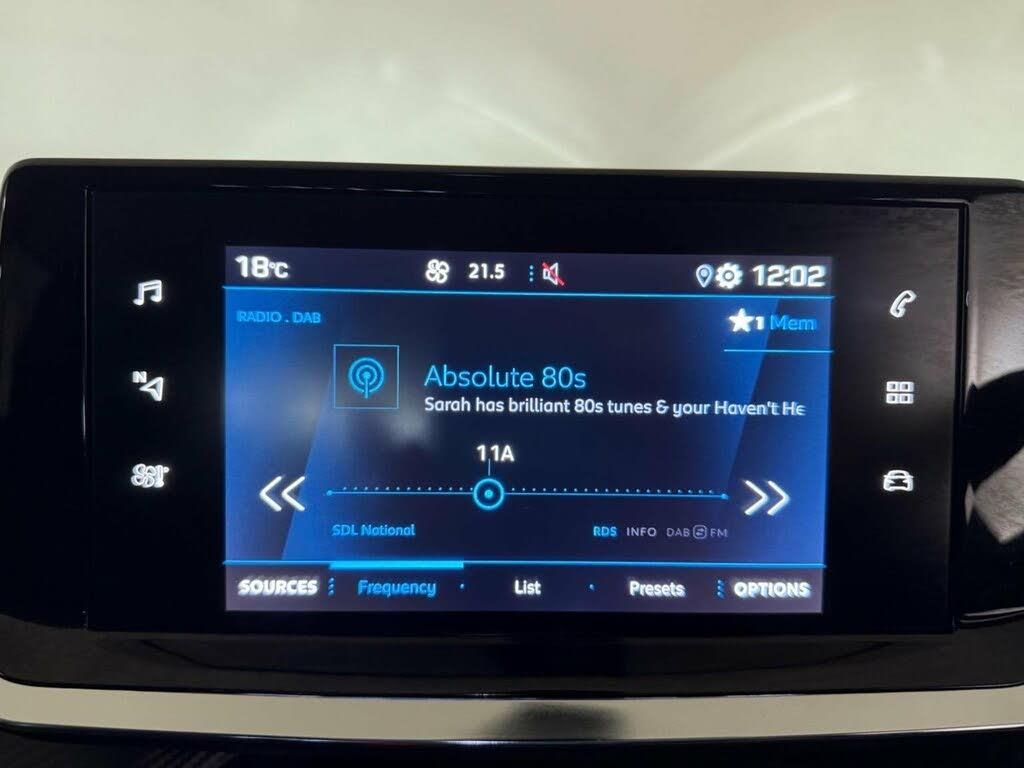 18°C 21.5 12:02
RADIO . DAB 1 Mem
Absolute 80s
Sarah has brilliant 80s tunes & your Haven't He
11A
SDL National RDS INFO DAB FM
SOURCES Frequency List Presets OPTIONS
N